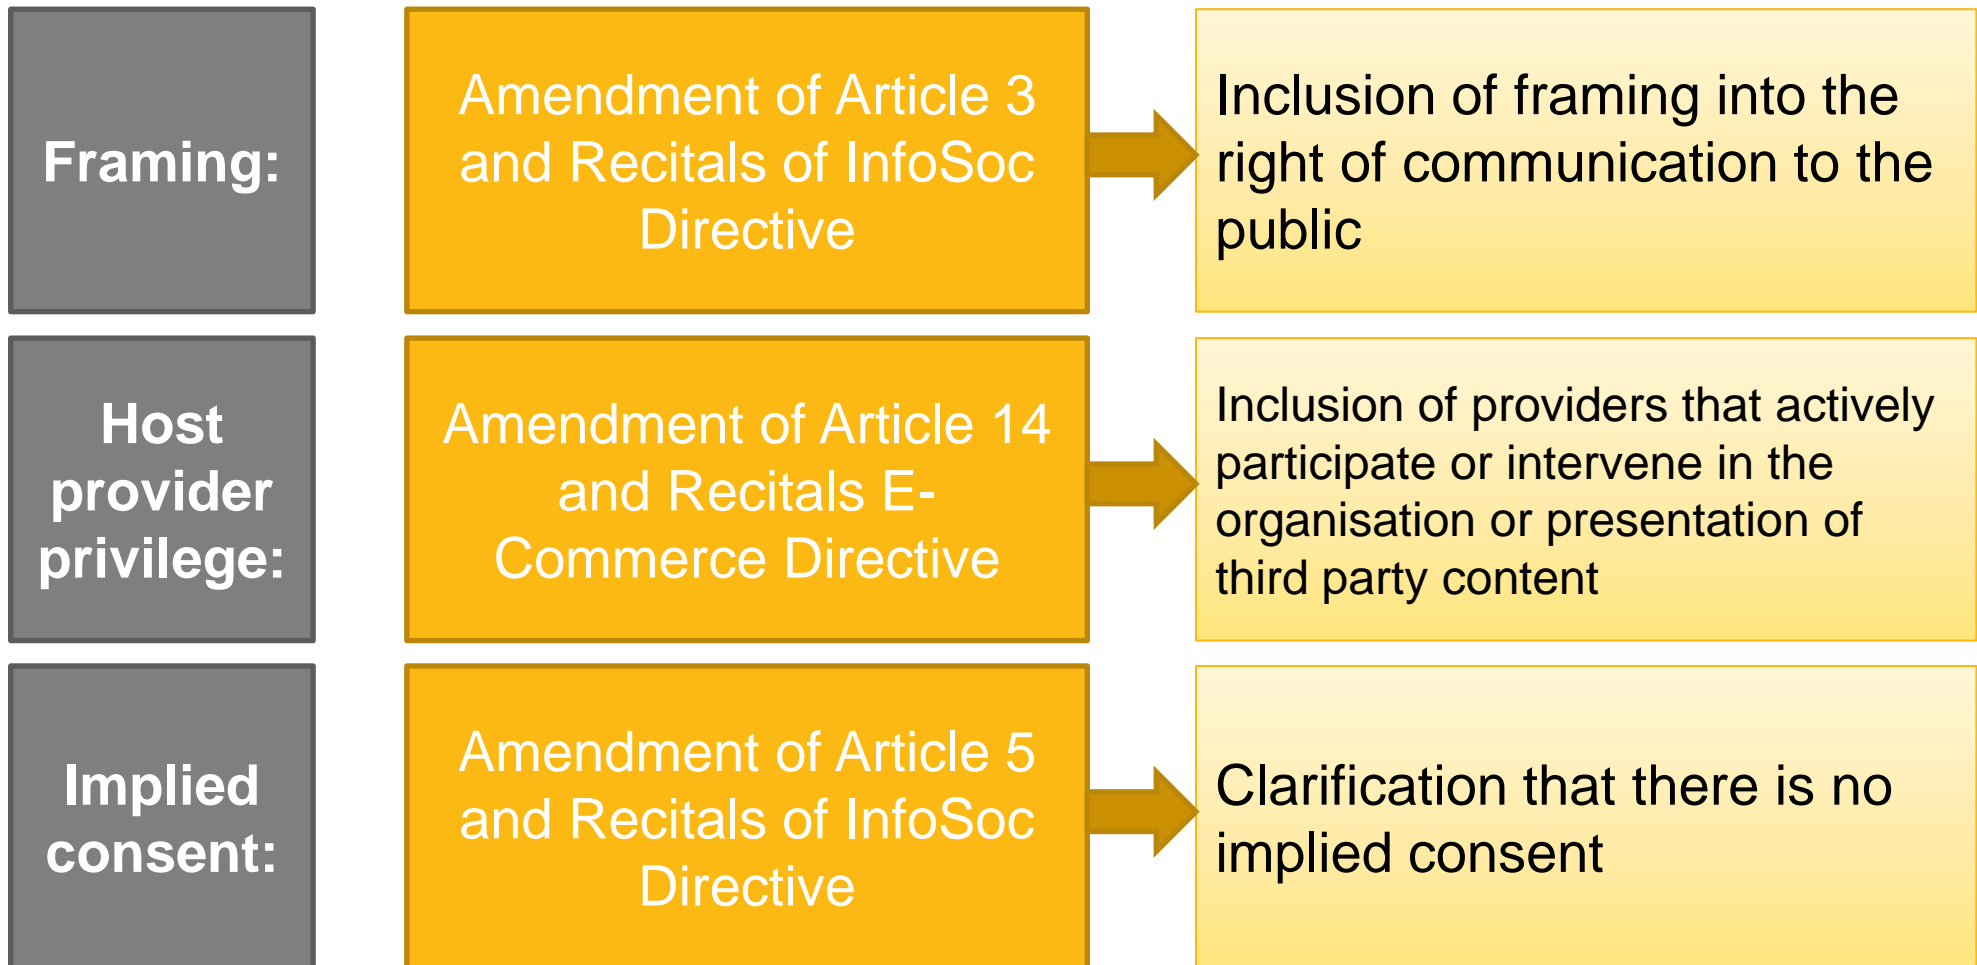 Framing:
Amendment of Article 3
and Recitals of InfoSoc
Directive
Inclusion of framing into the
right of communication to the
public
Host
provider
privilege:
Amendment of Article 14
and Recitals E-
Commerce Directive
Inclusion of providers that actively
participate or intervene in the
organisation or presentation of
third party content
Implied
consent:
Amendment of Article 5
and Recitals of InfoSoc
Directive
Clarification that there is no
implied consent